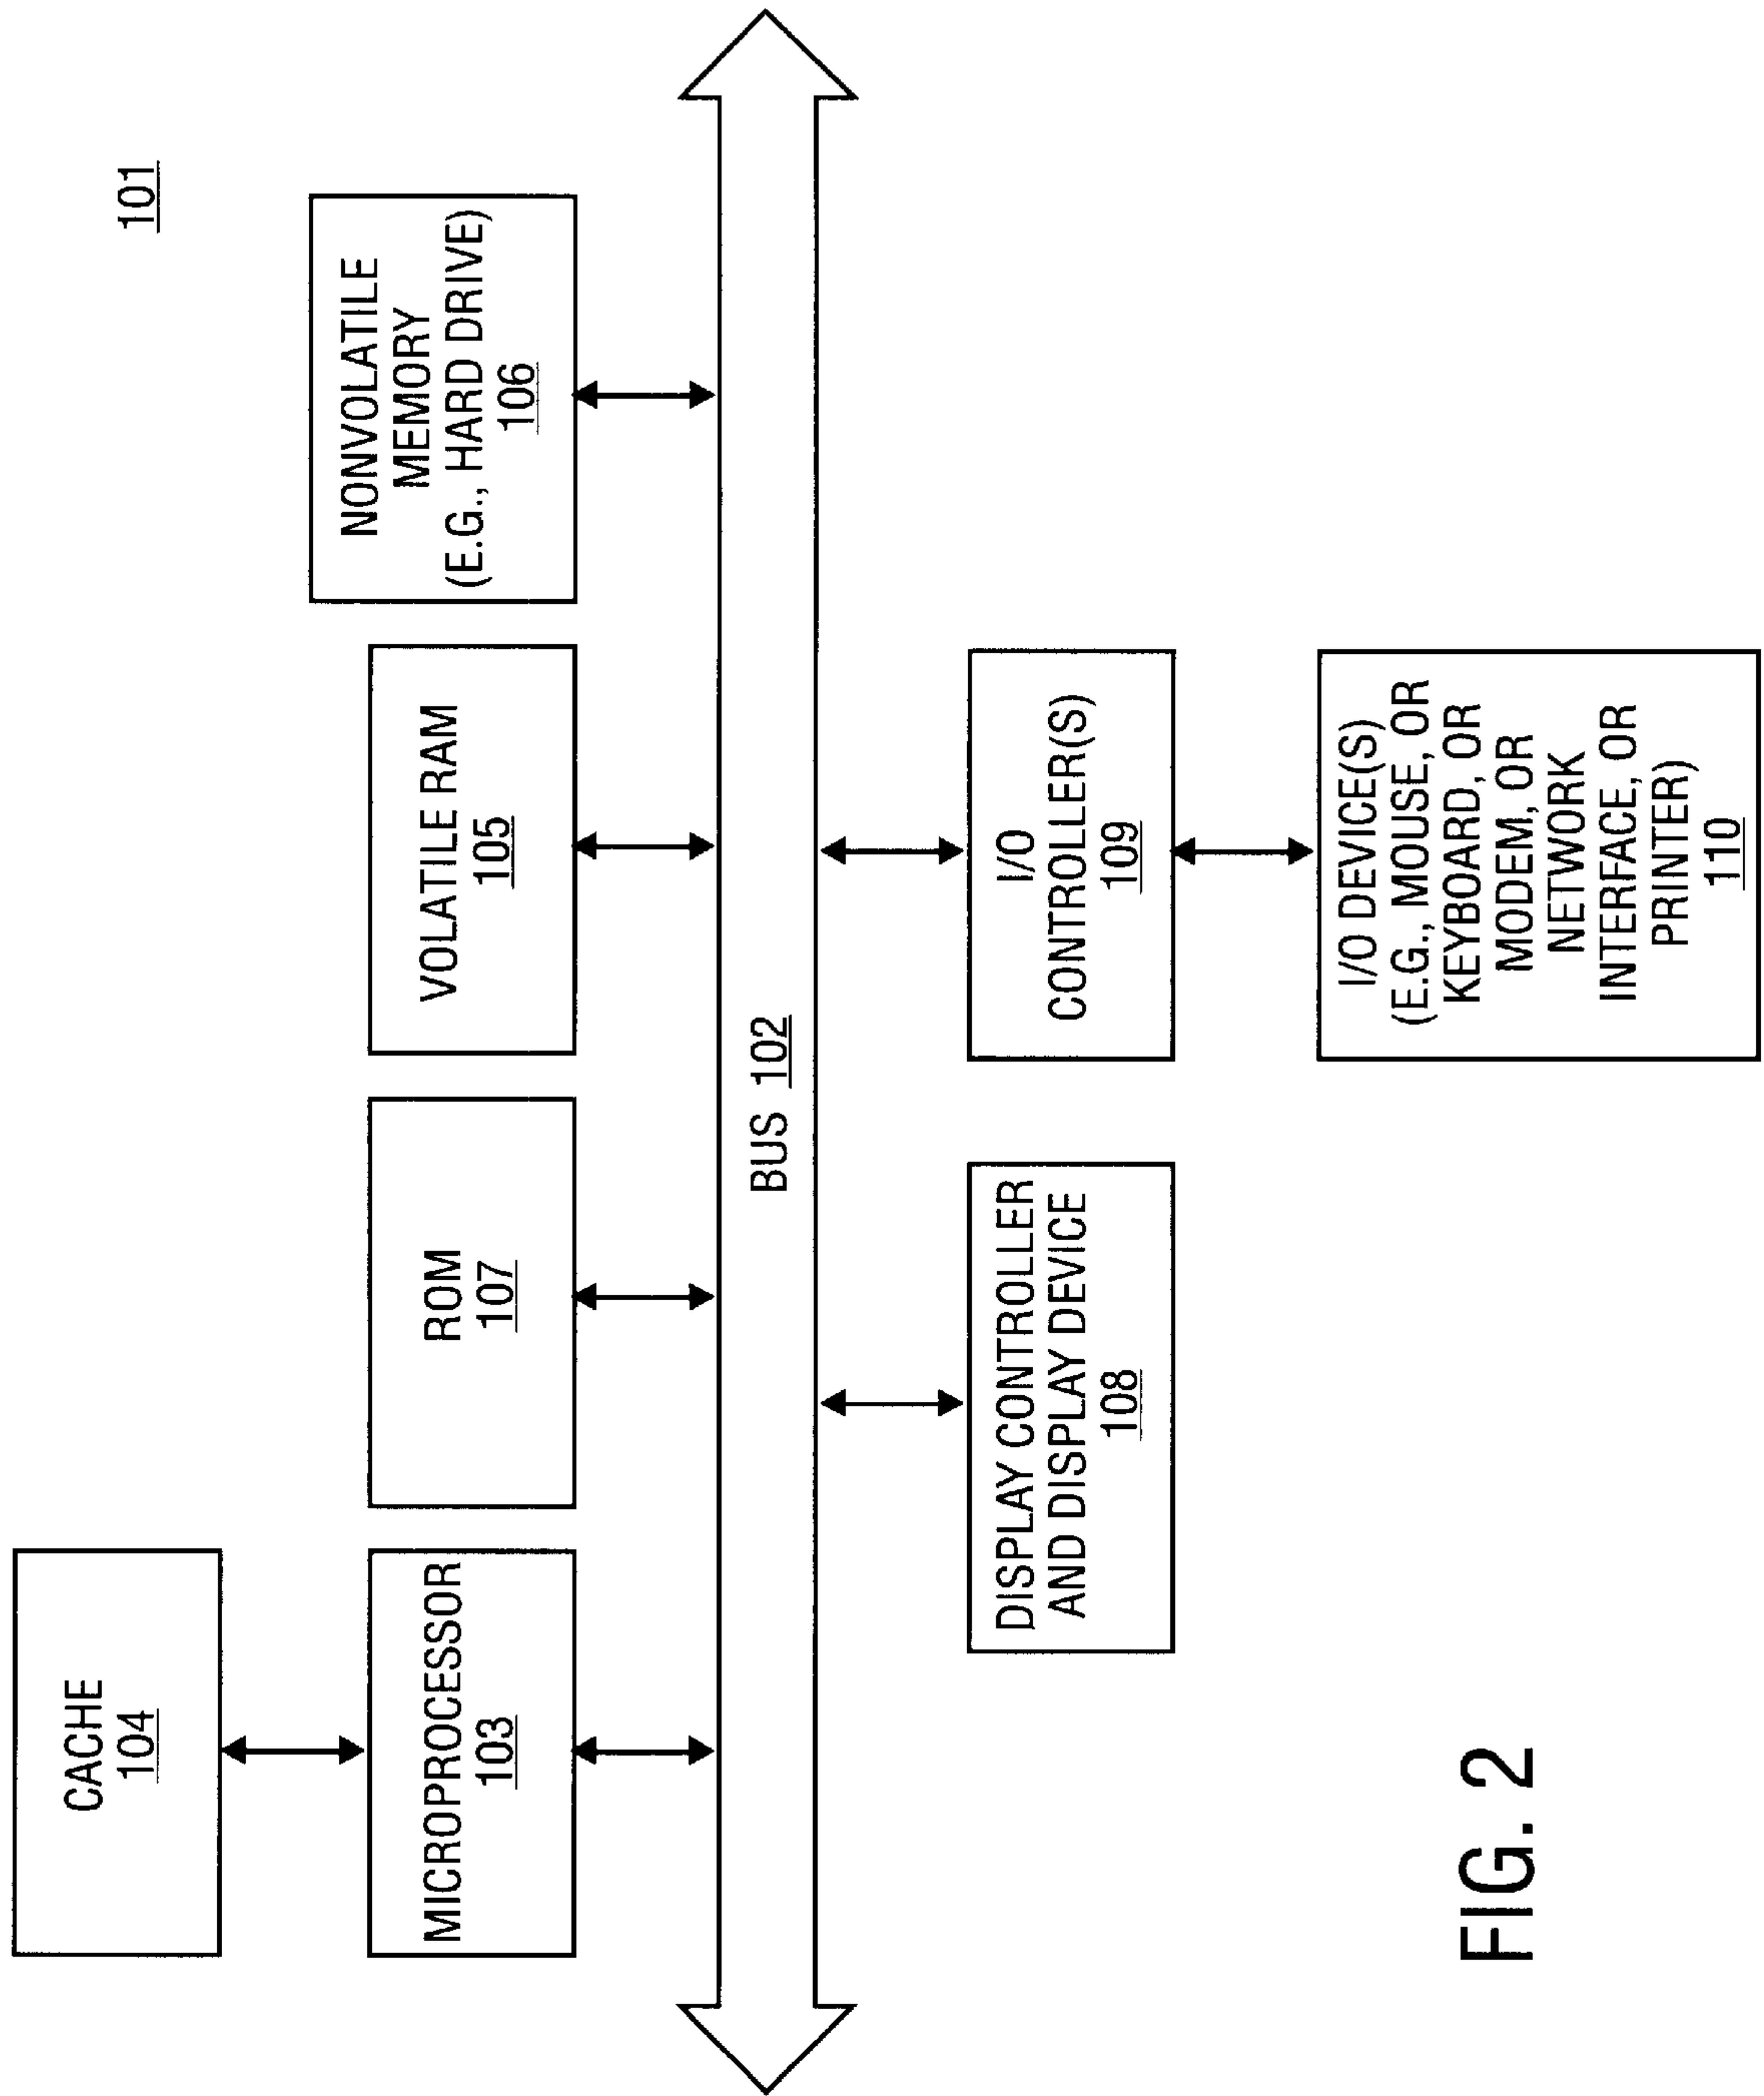 101
CACHE
104
MICROPROCESSOR
103
ROM
107
VOLATILE RAM
105
NONVOLATILE
MEMORY
(E.G., HARD DRIVE)
106
BUS 102
DISPLAY CONTROLLER
AND DISPLAY DEVICE
108
I/O
CONTROLLER(S)
109
I/O DEVICE(S)
(E.G., MOUSE, OR
KEYBOARD, OR
MODEM, OR
NETWORK
INTERFACE, OR
PRINTER)
110
FIG. 2